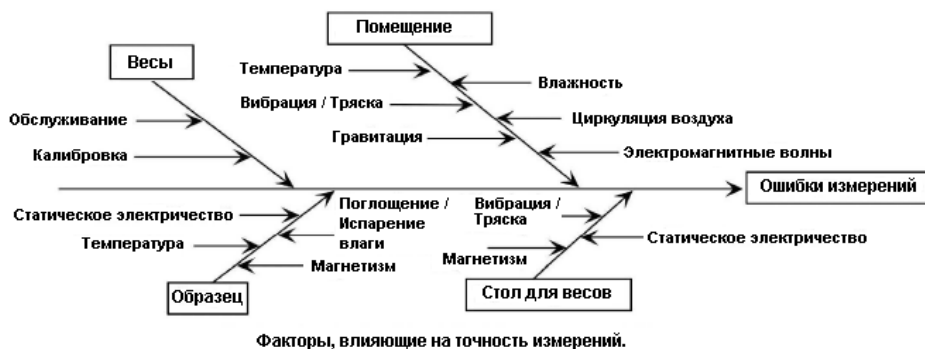 Помещение
Весы
Температура
Влажность
Вибрация / Тряска
Обслуживание
Циркуляция воздуха
Гравитация
Калибровка
Электромагнитные волны
Ошибки измерений
Статическое электричество
Поглощение /
Испарение
влаги
Вибрация /
Тряска
Температура
Статическое электричество
Магнетизм
Магнетизм
Образец
Стол для весов
Факторы, влияющие на точность измерений.